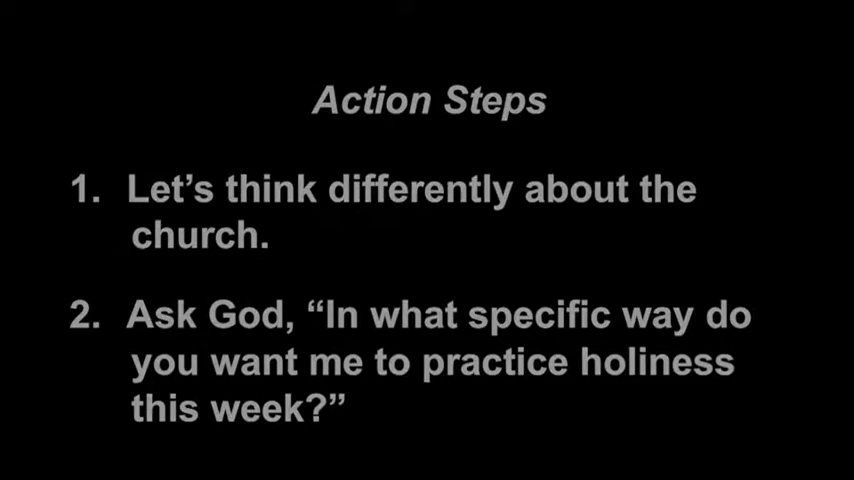 Action Steps
1. Let’s think differently about the
church.
2. Ask God, “In what specific way do
you want me to practice holiness
this week?”